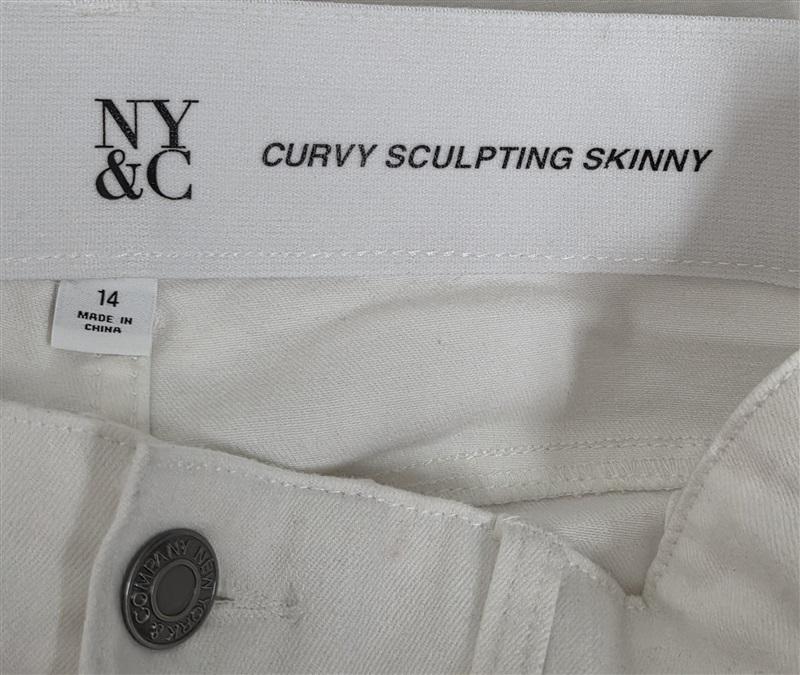 NY
&C
CURVY SCULPTING SKINNY
14
MADE IN
CHINA
NEW YORK & COMPANY